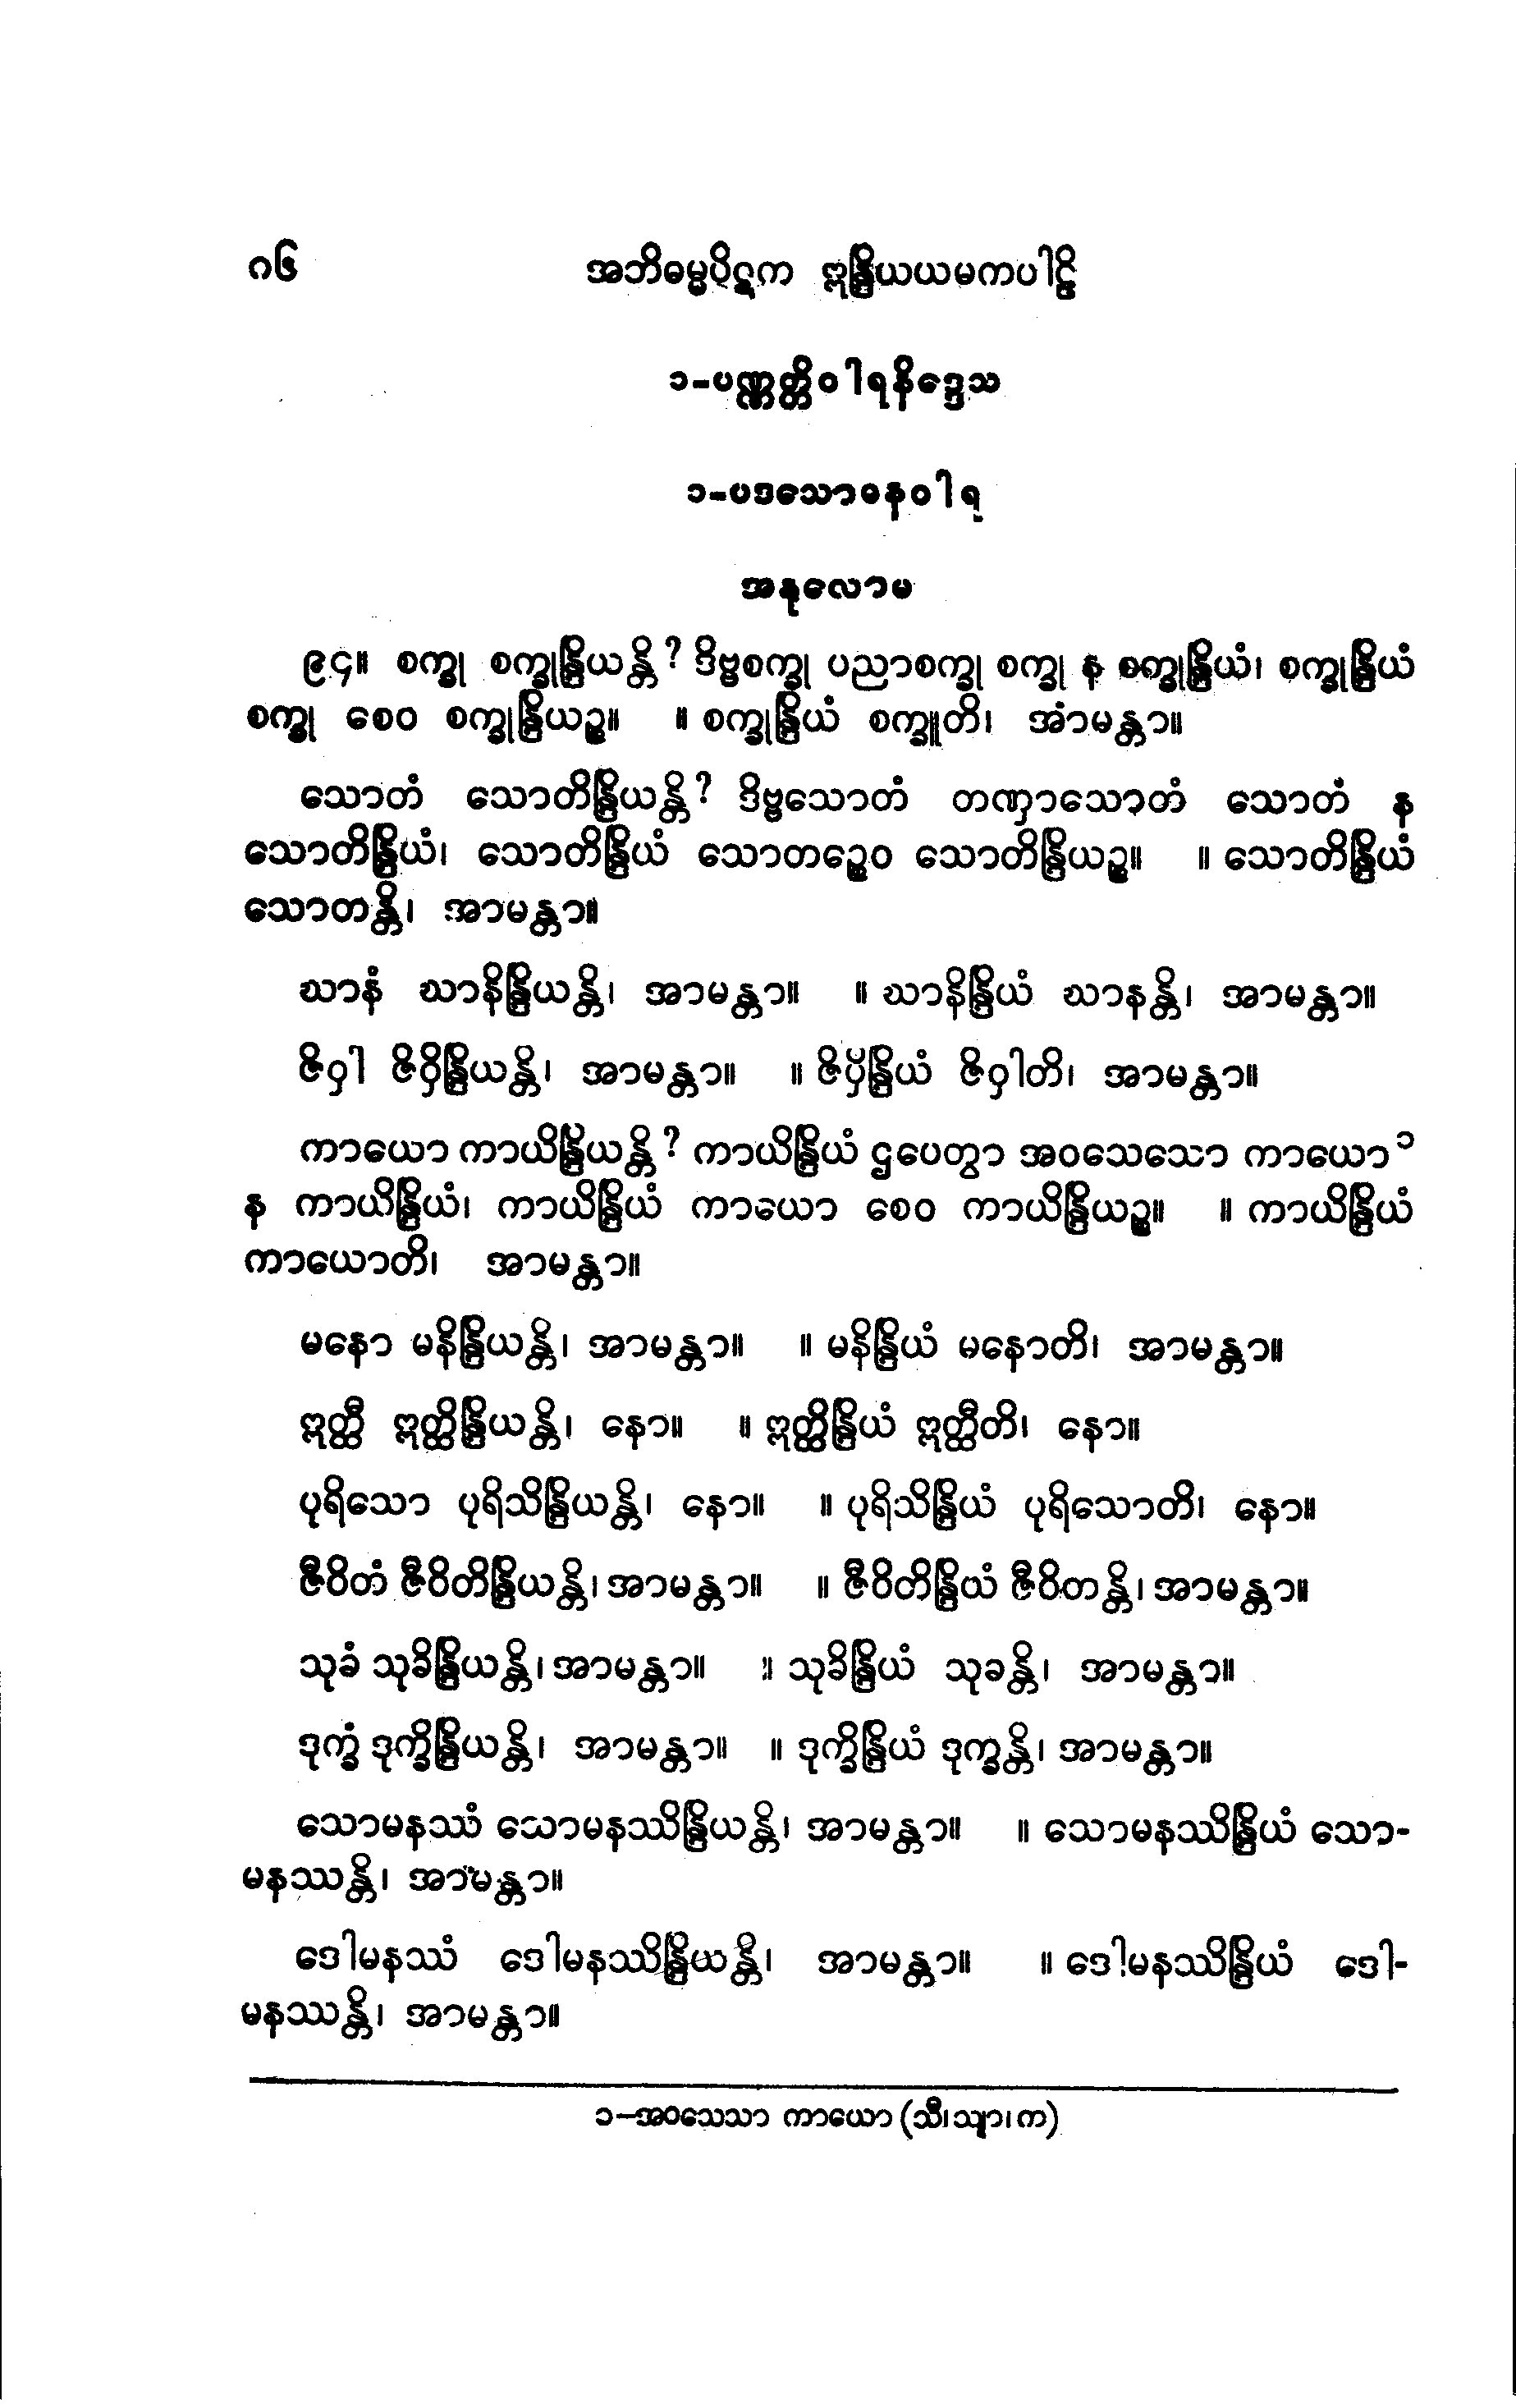 ၈၆ အဘိဓမ္မပိဋက ဣန္ဒြိယယမကပါဠိ
၁-ပဏ္ဏတ္တိဝါရနိဒ္ဒေသ
၁-ပဒသောဓနဝါရ
အနုလောမ
၉၄။ စက္ခု စက္ခုန္ဒြိယန္တိ? ဒိဗ္ဗစက္ခု ပညာစက္ခု စက္ခု န စက္ခုန္ဒြိယံ၊ စက္ခုန္ဒြိယံ
စက္ခု စေဝ စက္ခုန္ဒြိယဉ္စ။ ။ စက္ခုန္ဒြိယံ စက္ခူတိ၊ အာမန္တာ။
သောတံ သောတိန္ဒြိယန္တိ? ဒိဗ္ဗသောတံ တဏှာသောတံ သောတံ န
သောတိန္ဒြိယံ၊ သောတိန္ဒြိယံ သောတဉ္စေဝ သောတိန္ဒြိယဉ္စ။ ။ သောတိန္ဒြိယံ
သောတန္တိ၊ အာမန္တာ။
ဃာနံ ဃာနိန္ဒြိယန္တိ၊ အာမန္တာ။ ။ ဃာနိန္ဒြိယံ ဃာနန္တိ၊ အာမန္တာ။
ဇိဝှါ ဇိဝှိန္ဒြိယန္တိ၊ အာမန္တာ။ ။ ဇိဝှိန္ဒြိယံ ဇိဝှါတိ၊ အာမန္တာ။
ကာယော ကာယိန္ဒြိယန္တိ? ကာယိန္ဒြိယံ ဌပေတွာ အဝသေသော ကာယော၁
န ကာယိန္ဒြိယံ၊ ကာယိန္ဒြိယံ ကာယော စေဝ ကာယိန္ဒြိယဉ္စ။ ။ ကာယိန္ဒြိယံ
ကာယောတိ၊ အာမန္တာ။
မနော မနိန္ဒြိယန္တိ၊ အာမန္တာ။ ။ မနိန္ဒြိယံ မနောတိ၊ အာမန္တာ။
ဣတ္ထီ ဣတ္ထိန္ဒြိယန္တိ၊ နော။ ။ ဣတ္ထိန္ဒြိယံ ဣတ္ထီတိ၊ နော။
ပုရိသော ပုရိသိန္ဒြိယန္တိ၊ နော။ ။ ပုရိသိန္ဒြိယံ ပုရိသောတိ၊ နော။
ဇီဝိတံ ဇီဝိတိန္ဒြိယန္တိ၊ အာမန္တာ။ ။ ဇီဝိတိန္ဒြိယံ ဇီဝိတန္တိ၊ အာမန္တာ။
သုခံ သုခိန္ဒြိယန္တိ၊ အာမန္တာ။ ။ သုခိန္ဒြိယံ သုခန္တိ၊ အာမန္တာ။
ဒုက္ခံ ဒုက္ခိန္ဒြိယန္တိ၊ အာမန္တာ။ ။ ဒုက္ခိန္ဒြိယံ ဒုက္ခန္တိ၊ အာမန္တာ။
သောမနဿံ သောမနဿိန္ဒြိယန္တိ၊ အာမန္တာ။ ။ သောမနဿိန္ဒြိယံ သော-
မနဿန္တိ၊ အာမန္တာ။
ဒေါမနဿံ ဒေါမနဿိန္ဒြိယန္တိ၊ အာမန္တာ။ ။ ဒေါမနဿိန္ဒြိယံ ဒေါ-
မနဿန္တိ၊ အာမန္တာ။
၁-အဝသေသာ ကာယော (သီ၊ သျာ၊ က)